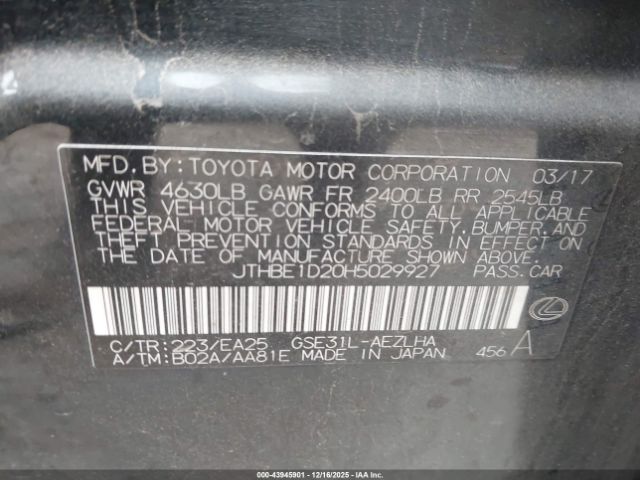 MFD. BY: TOYOTA MOTOR CORPORATION 03/17
GVWR 4630LB GAWR FR 2400LB RR 2545LB
THIS VEHICLE CONFORMS TO ALL APPLICABLE
FEDERAL MOTOR VEHICLE SAFETY, BUMPER, AND
THEFT PREVENTION STANDARDS IN EFFECT ON
THE DATE OF MANUFACTURE SHOWN ABOVE.
JTHBE1D20H5029927 PASS. CAR
C/TR: 223/EA25 GSE31L-AEZLHA
A/TM: B02A/AA81E MADE IN JAPAN 456 A
000-43945901 - 12/16/2025 - COPYRIGHT IAA